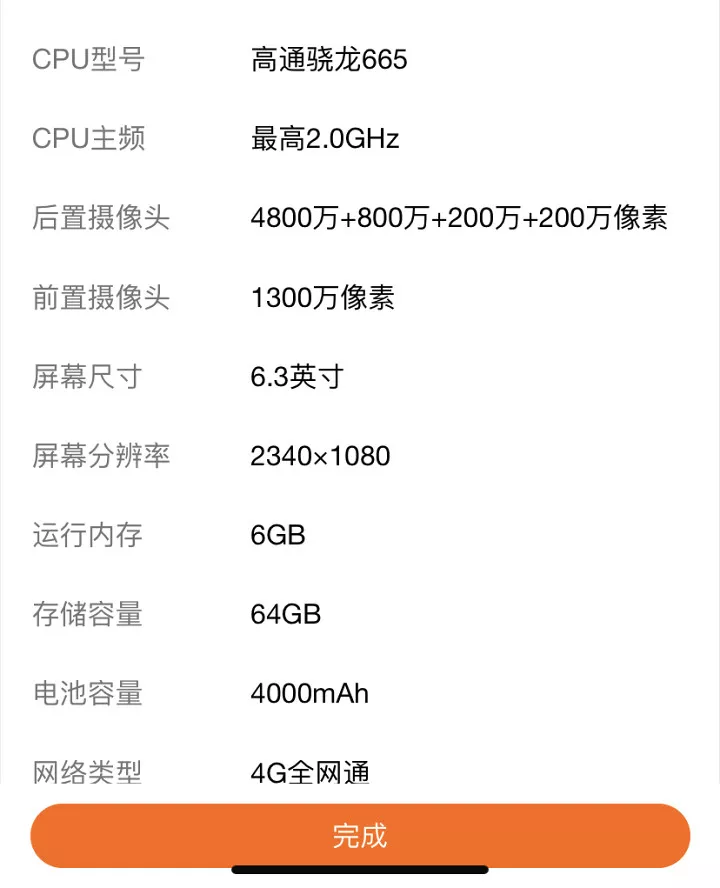 CPU型号 高通骁龙665
CPU主频 最高2.0GHz
后置摄像头 4800万+800万+200万+200万像素
前置摄像头 1300万像素
屏幕尺寸 6.3英寸
屏幕分辨率 2340×1080
运行内存 6GB
存储容量 64GB
电池容量 4000mAh
网络类型 4G全网通
完成